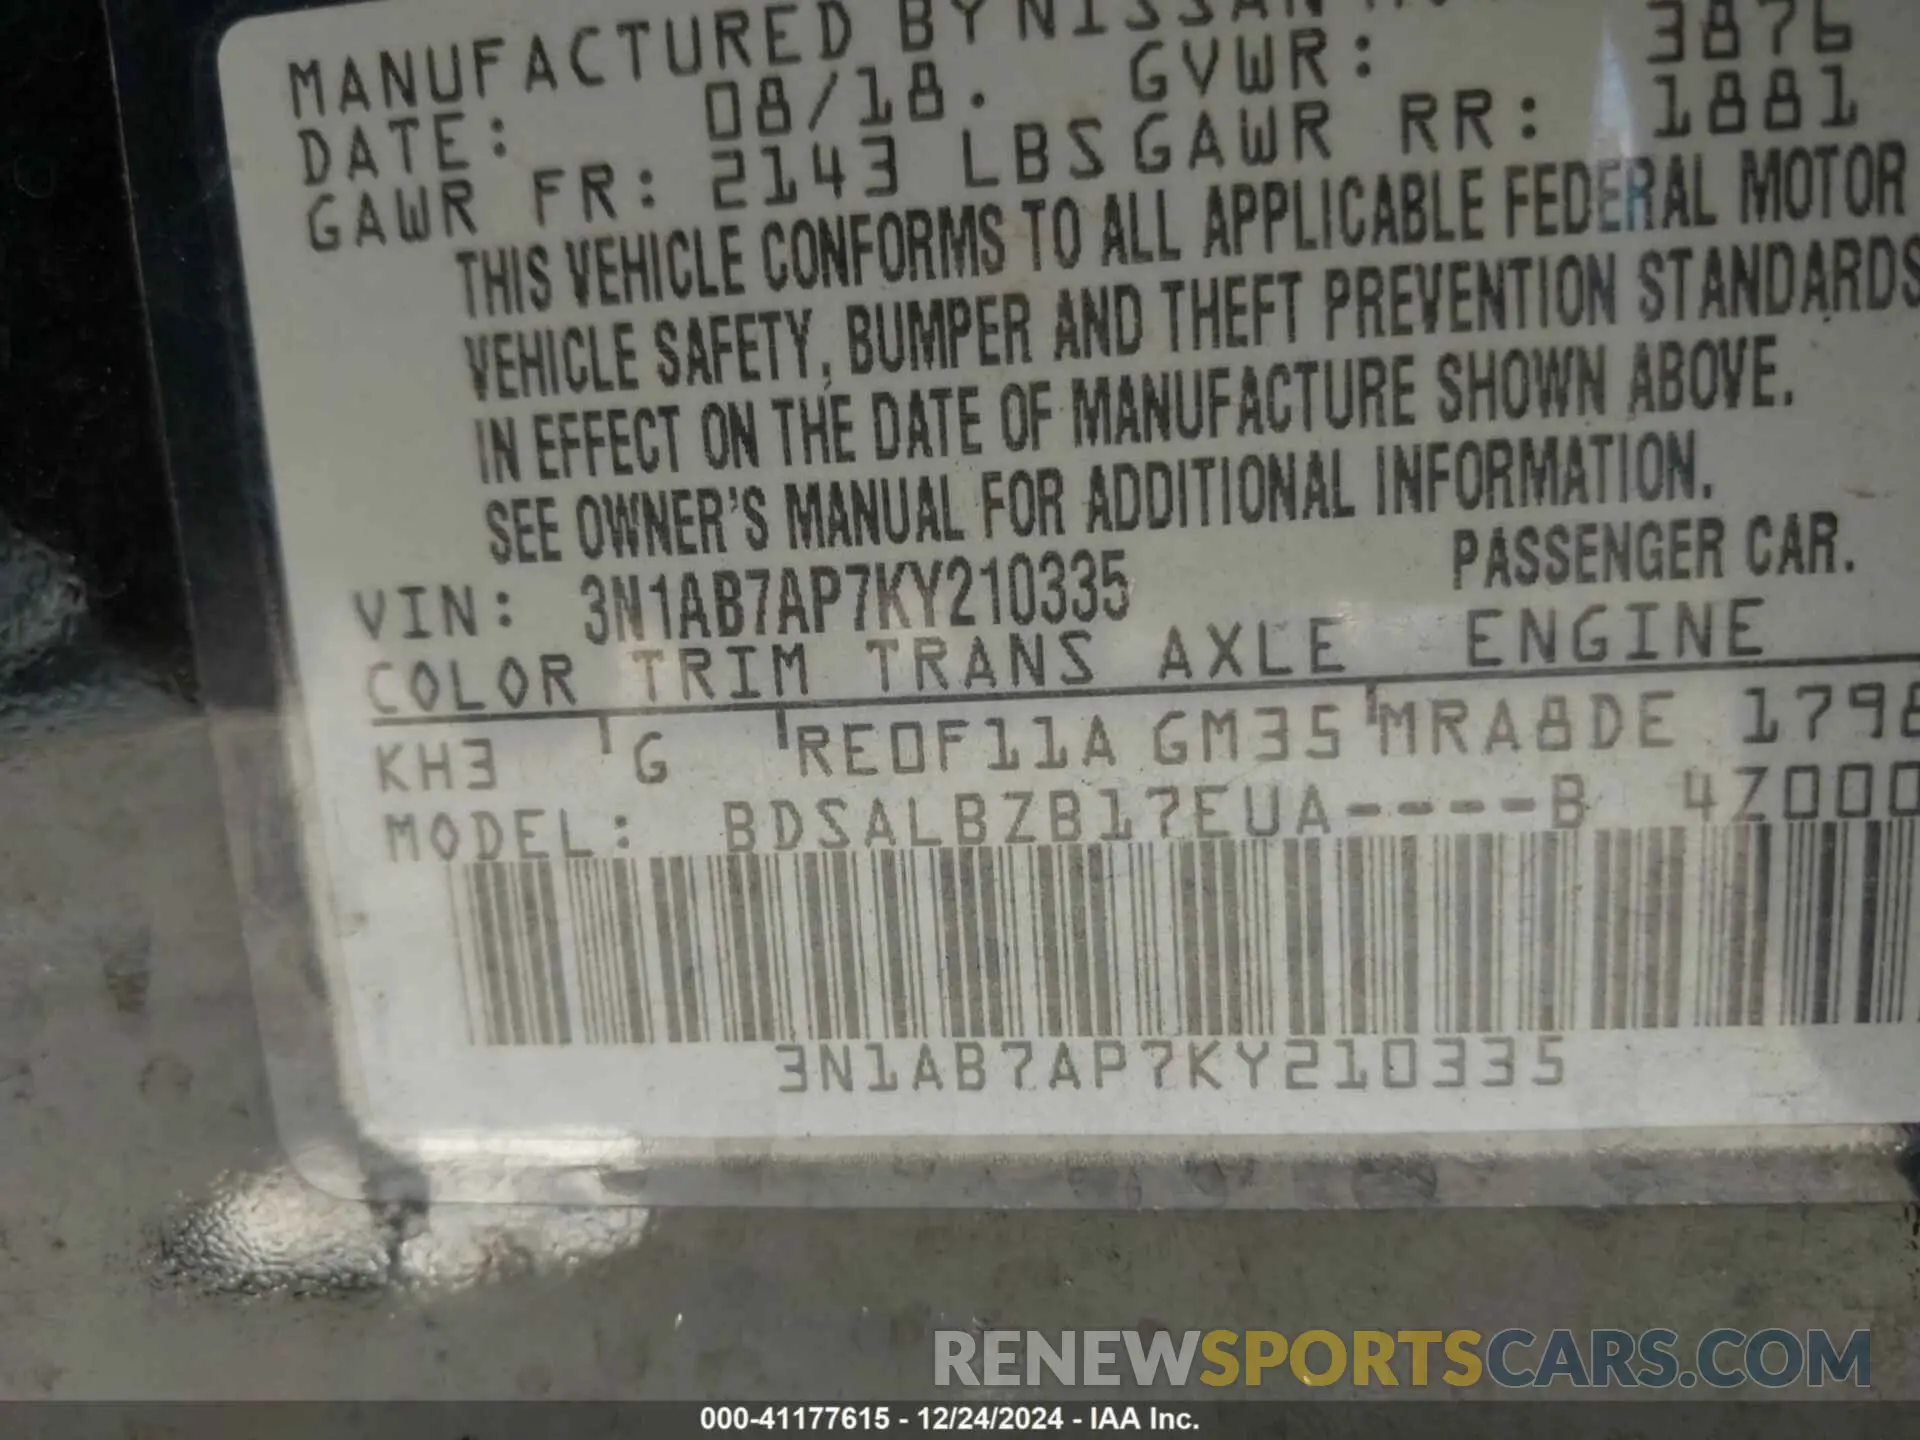 MANUFACTURED BY NISSAN
DATE: 08/18. GVWR: 3876
GAWR FR: 2143 LBS GAWR RR: 1881
THIS VEHICLE CONFORMS TO ALL APPLICABLE FEDERAL MOTOR
VEHICLE SAFETY, BUMPER AND THEFT PREVENTION STANDARDS
IN EFFECT ON THE DATE OF MANUFACTURE SHOWN ABOVE.
SEE OWNER'S MANUAL FOR ADDITIONAL INFORMATION.
VIN: 3N1AB7AP7KY210335 PASSENGER CAR.
COLOR TRIM TRANS AXLE ENGINE
KH3 G RE0F11A GM35 MRA8DE 1798
MODEL: BDSALBZB17EUA----B 4Z000
3N1AB7AP7KY210335
RENEWSPORTSCARS.COM
000-41177615 - 12/24/2024 - IAA Inc.